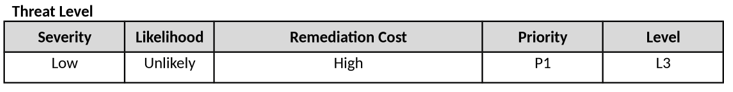 Threat Level
Severity Likelihood Remediation Cost Priority Level
Low Unlikely High P1 L3